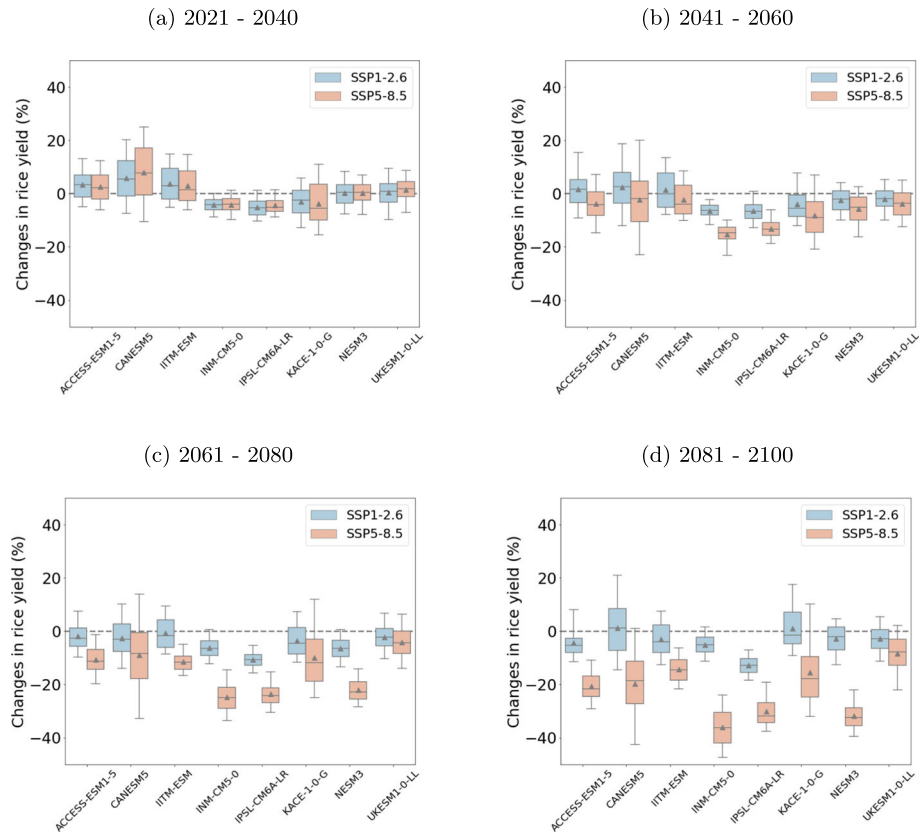 (a) 2021 - 2040
Changes in rice yield (%)
40
20
0
−20
−40
SSP1-2.6
SSP5-8.5
ACCESS-ESM1-5
CANESM5
IITM-ESM
INM-CM5-0
IPSL-CM6A-LR
KACE-1-0-G
NESM3
UKESM1-0-LL
(b) 2041 - 2060
Changes in rice yield (%)
40
20
0
−20
−40
SSP1-2.6
SSP5-8.5
ACCESS-ESM1-5
CANESM5
IITM-ESM
INM-CM5-0
IPSL-CM6A-LR
KACE-1-0-G
NESM3
UKESM1-0-LL
(c) 2061 - 2080
Changes in rice yield (%)
40
20
0
−20
−40
SSP1-2.6
SSP5-8.5
ACCESS-ESM1-5
CANESM5
IITM-ESM
INM-CM5-0
IPSL-CM6A-LR
KACE-1-0-G
NESM3
UKESM1-0-LL
(d) 2081 - 2100
Changes in rice yield (%)
40
20
0
−20
−40
SSP1-2.6
SSP5-8.5
ACCESS-ESM1-5
CANESM5
IITM-ESM
INM-CM5-0
IPSL-CM6A-LR
KACE-1-0-G
NESM3
UKESM1-0-LL